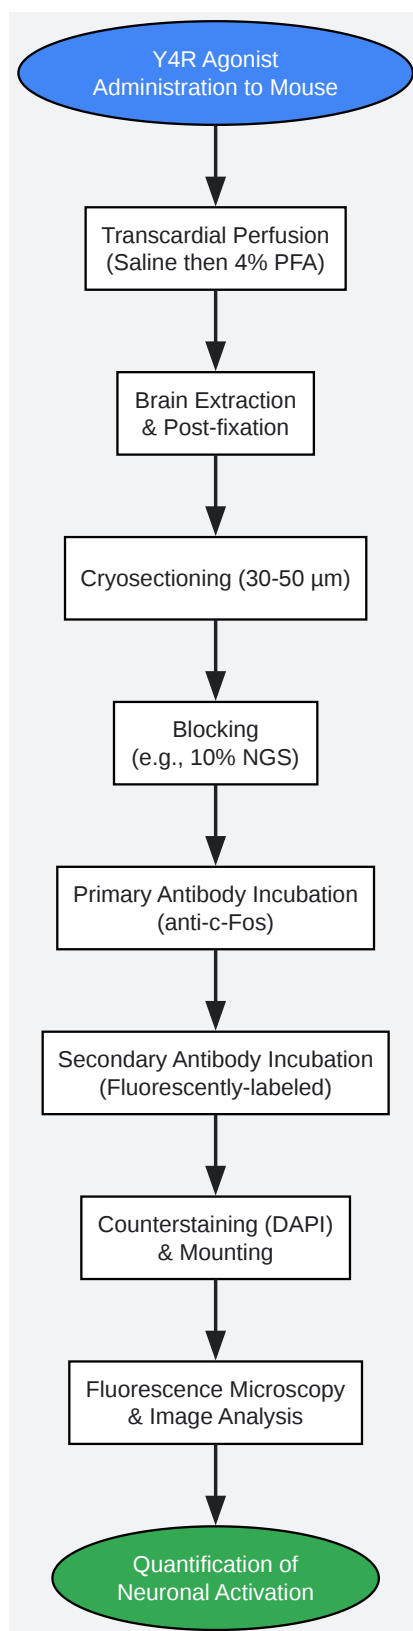 Y4R Agonist
Administration to Mouse
Transcardial Perfusion
(Saline then 4% PFA)
Brain Extraction
& Post-fixation
Cryosectioning (30-50 µm)
Blocking
(e.g., 10% NGS)
Primary Antibody Incubation
(anti-c-Fos)
Secondary Antibody Incubation
(Fluorescently-labeled)
Counterstaining (DAPI)
& Mounting
Fluorescence Microscopy
& Image Analysis
Quantification of
Neuronal Activation